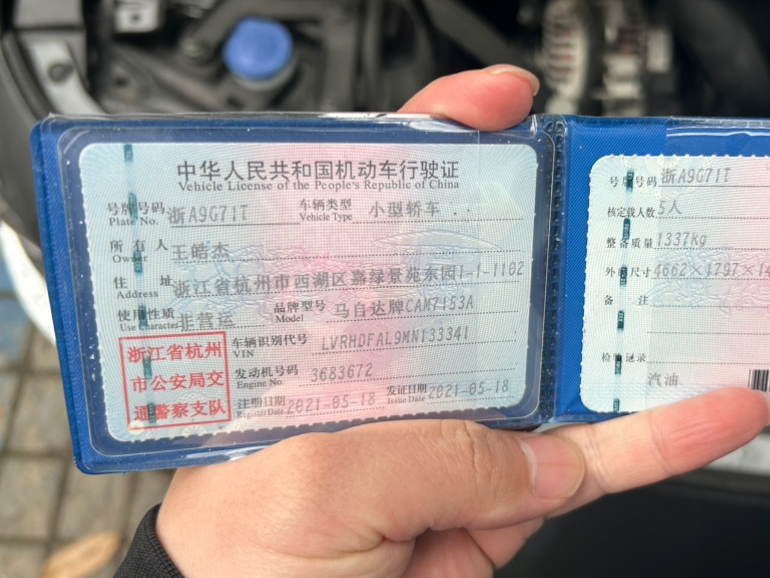 中华人民共和国机动车行驶证
Vehicle License of the People's Republic of China
号牌号码 浙A9G71T 车辆类型 小型轿车
Plate No. Vehicle Type
所有人 王皓杰
Owner
住址 浙江省杭州市西湖区嘉绿景苑东园1-1-1102
Address
使用性质 非营运 品牌型号 马自达牌CAM7153A
Use Character Model
浙江省杭州
市公安局交
通警察支队
车辆识别代号 LVRHDFAL9MN133341
VIN
发动机号码 3683672
Engine No.
注册日期 2021-05-18 发证日期 2021-05-18
Register Date Issue Date
号牌号码 浙A9G71T
核定载人数 5人
整备质量 1337kg
外廓尺寸 4662×1797×14
备注
检验记录
汽油